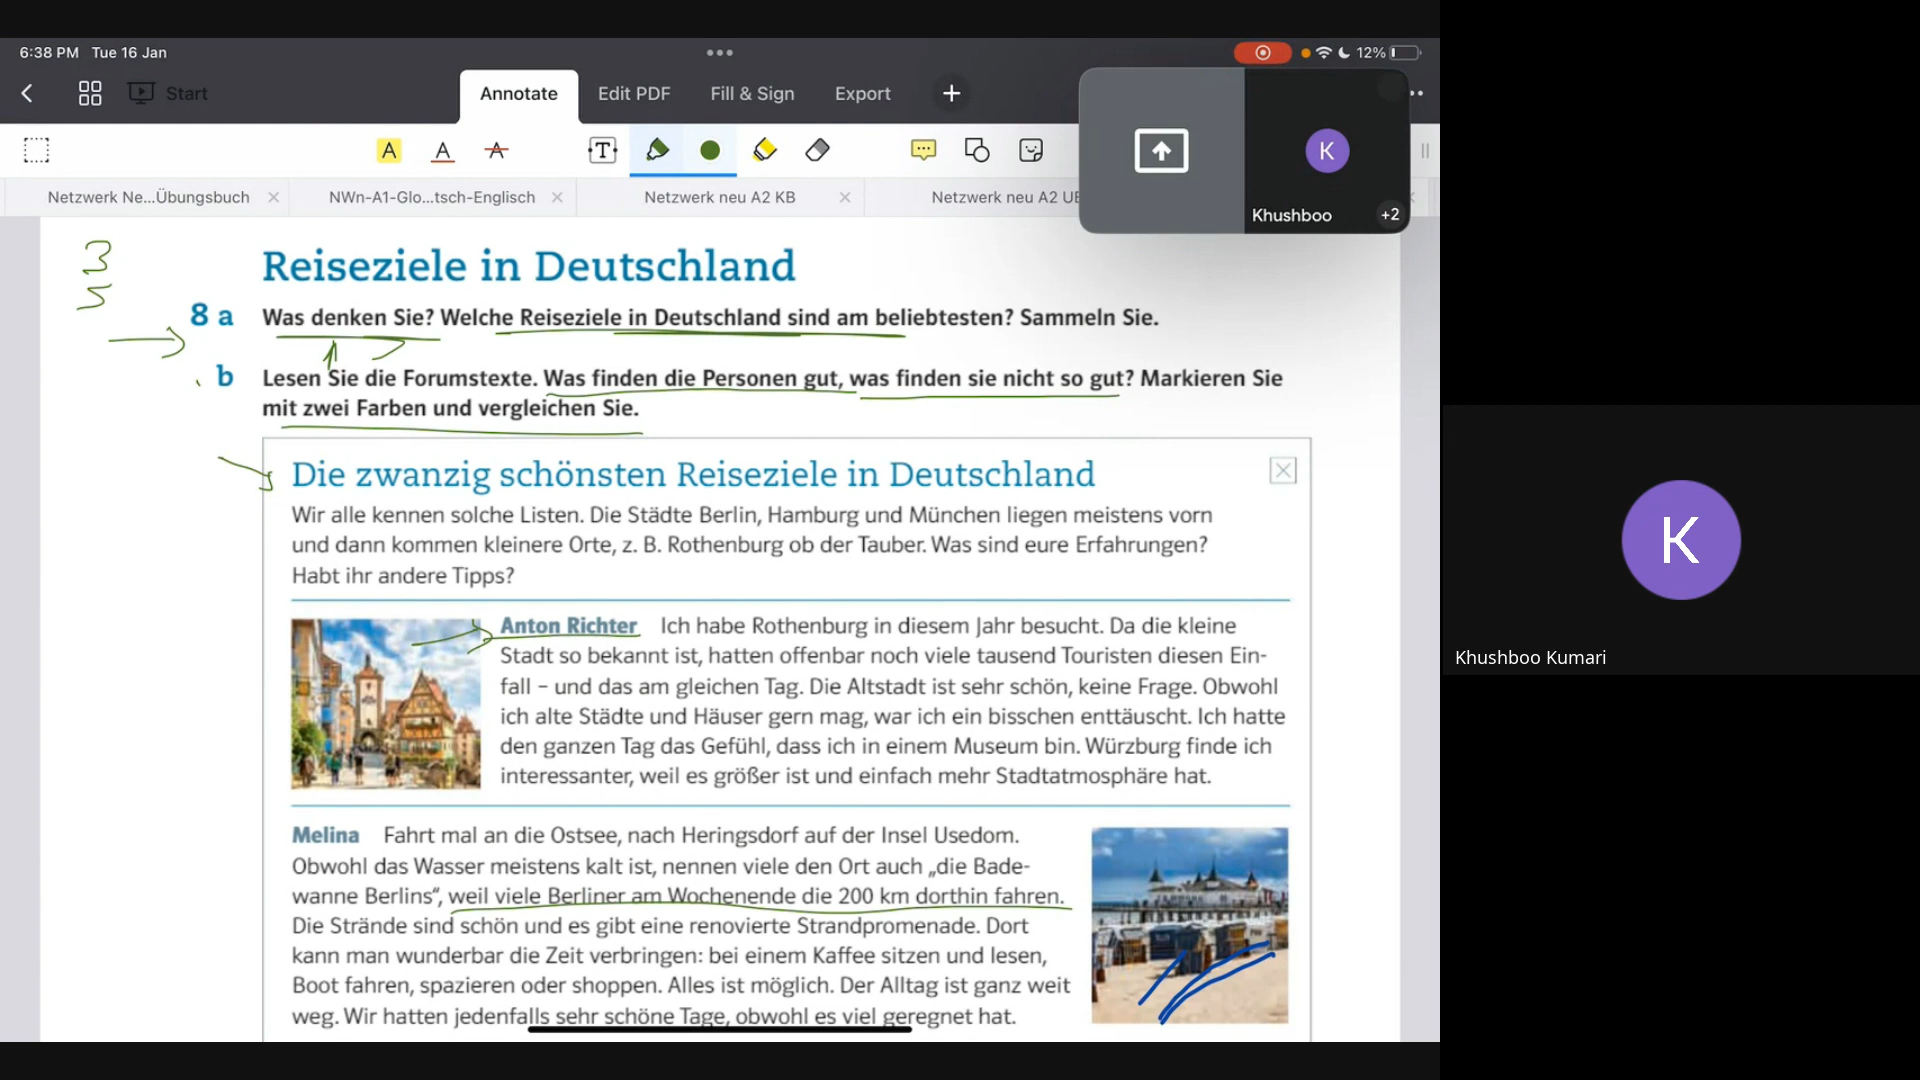 6:38 PM Tue 16 Jan
12%
Start
Annotate
Edit PDF
Fill & Sign
Export
A A A T
K
Khushboo
+2
Netzwerk Ne...Übungsbuch
NWn-A1-Glo...tsch-Englisch
Netzwerk neu A2 KB
Netzwerk neu A2 UE
3
5
Reiseziele in Deutschland
8 a Was denken Sie? Welche Reiseziele in Deutschland sind am beliebtesten? Sammeln Sie.
b Lesen Sie die Forumstexte. Was finden die Personen gut, was finden sie nicht so gut? Markieren Sie
mit zwei Farben und vergleichen Sie.
Die zwanzig schönsten Reiseziele in Deutschland
Wir alle kennen solche Listen. Die Städte Berlin, Hamburg und München liegen meistens vorn
und dann kommen kleinere Orte, z. B. Rothenburg ob der Tauber. Was sind eure Erfahrungen?
Habt ihr andere Tipps?
Anton Richter Ich habe Rothenburg in diesem Jahr besucht. Da die kleine
Stadt so bekannt ist, hatten offenbar noch viele tausend Touristen diesen Ein-
fall – und das am gleichen Tag. Die Altstadt ist sehr schön, keine Frage. Obwohl
ich alte Städte und Häuser gern mag, war ich ein bisschen enttäuscht. Ich hatte
den ganzen Tag das Gefühl, dass ich in einem Museum bin. Würzburg finde ich
interessanter, weil es größer ist und einfach mehr Stadtatmosphäre hat.
Melina Fahrt mal an die Ostsee, nach Heringsdorf auf der Insel Usedom.
Obwohl das Wasser meistens kalt ist, nennen viele den Ort auch „die Bade-
wanne Berlins“, weil viele Berliner am Wochenende die 200 km dorthin fahren.
Die Strände sind schön und es gibt eine renovierte Strandpromenade. Dort
kann man wunderbar die Zeit verbringen: bei einem Kaffee sitzen und lesen,
Boot fahren, spazieren oder shoppen. Alles ist möglich. Der Alltag ist ganz weit
weg. Wir hatten jedenfalls sehr schöne Tage, obwohl es viel geregnet hat.
K
Khushboo Kumari